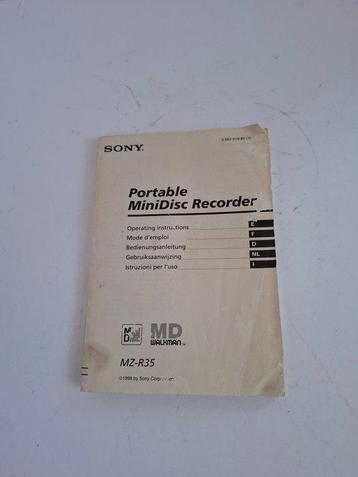 SONY
Portable
MiniDisc Recorder
Operating instructions
E
Mode d'emploi
F
Bedienungsanleitung
D
Gebruiksaanwijzing
NL
Istruzioni per l'uso
I
MD
WALKMAN
MZ-R35
©1998 by Sony